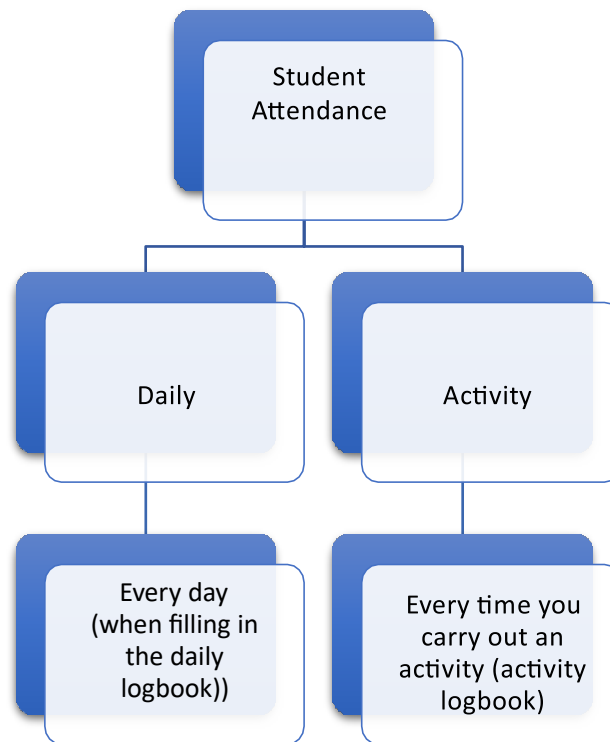 Student
Attendance
Daily
Activity
Every day
(when filling in
the daily
logbook))
Every time you
carry out an
activity (activity
logbook)